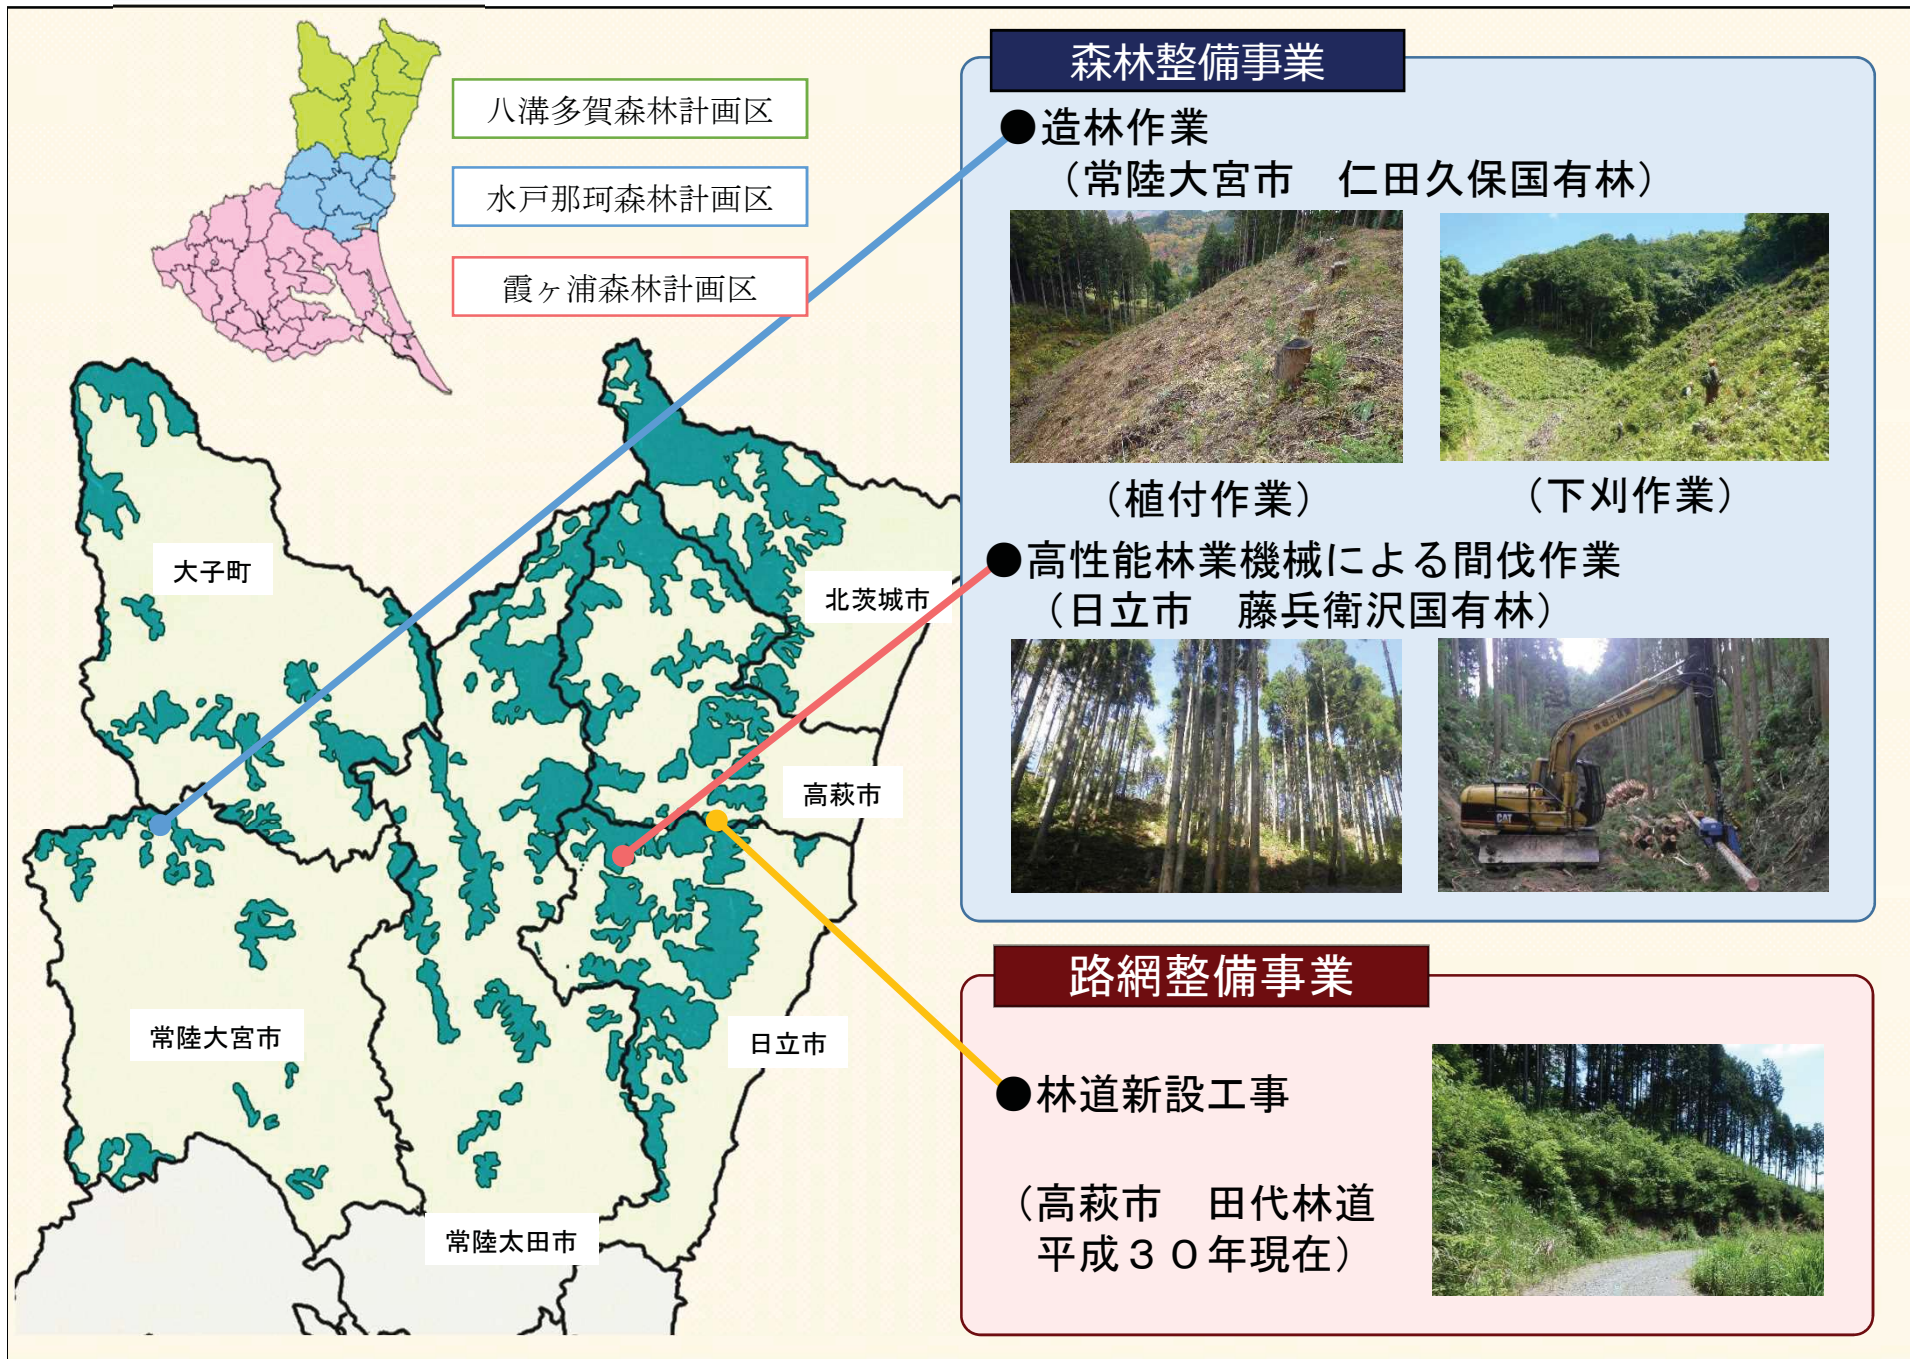 八溝多賀森林計画区
水戸那珂森林計画区
霞ヶ浦森林計画区
大子町
北茨城市
高萩市
常陸大宮市
日立市
常陸太田市
森林整備事業
●造林作業
（常陸大宮市　仁田久保国有林）
（植付作業）
（下刈作業）
●高性能林業機械による間伐作業
（日立市　藤兵衛沢国有林）
CAT
路網整備事業
●林道新設工事
（高萩市　田代林道
平成３０年現在）